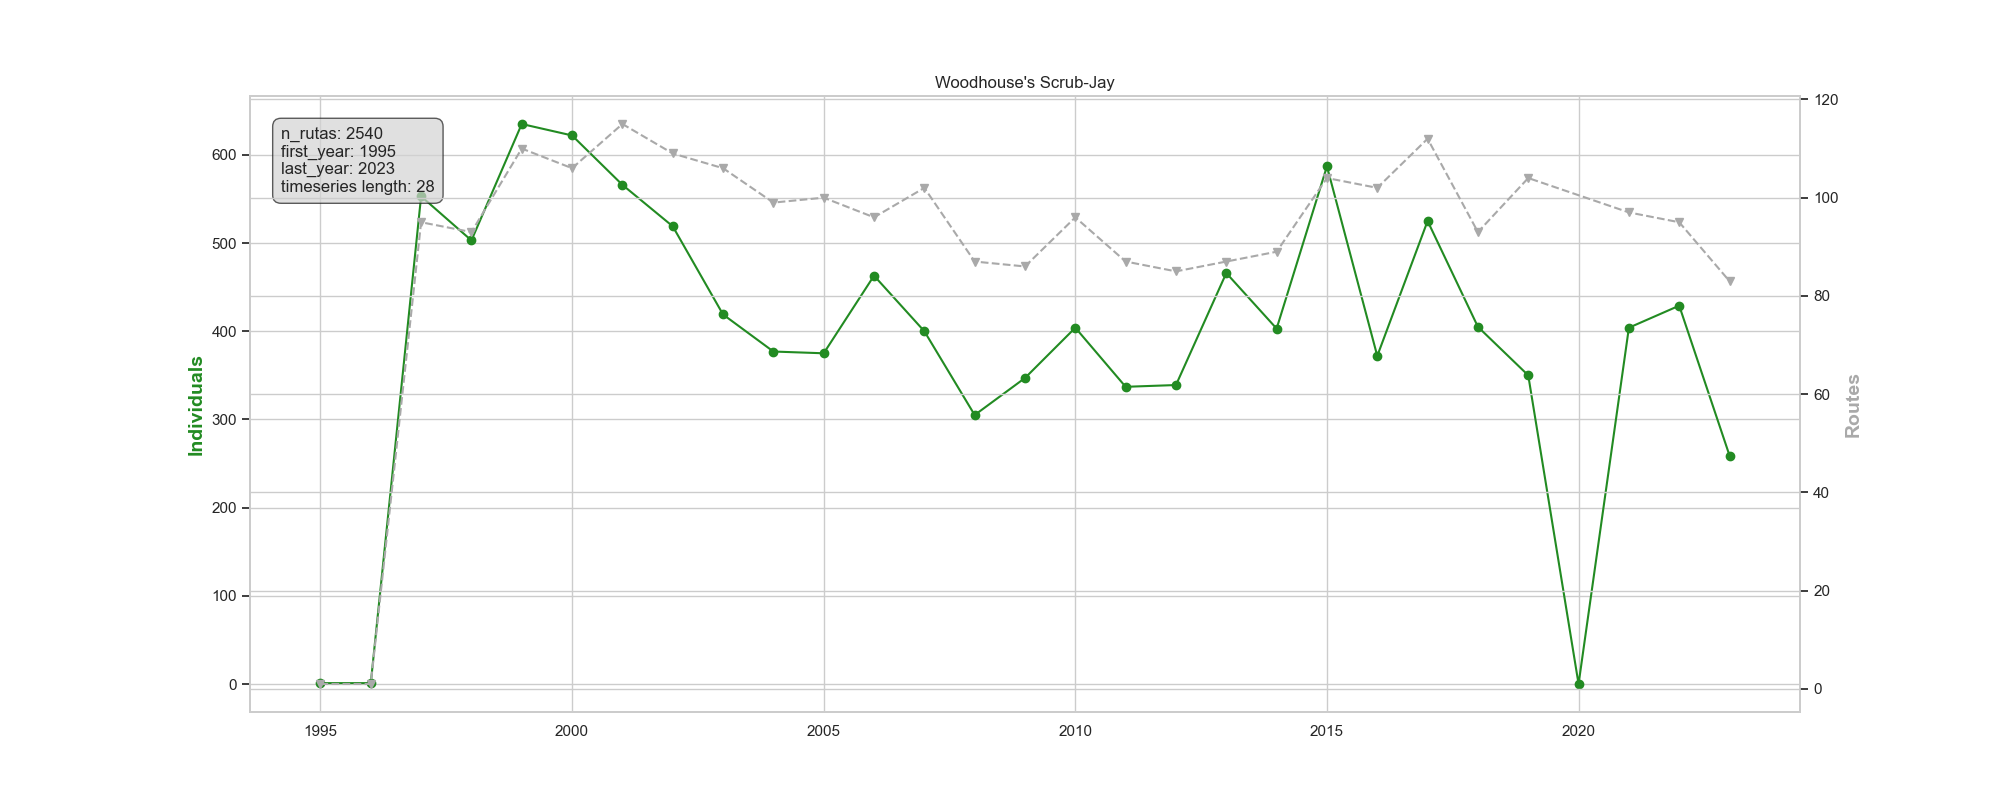 Woodhouse's Scrub-Jay
n_rutas: 2540
first_year: 1995
last_year: 2023
timeseries length: 28
Individuals
600
500
400
300
200
100
0
120
100
80
60
40
20
0
Routes
1995
2000
2005
2010
2015
2020